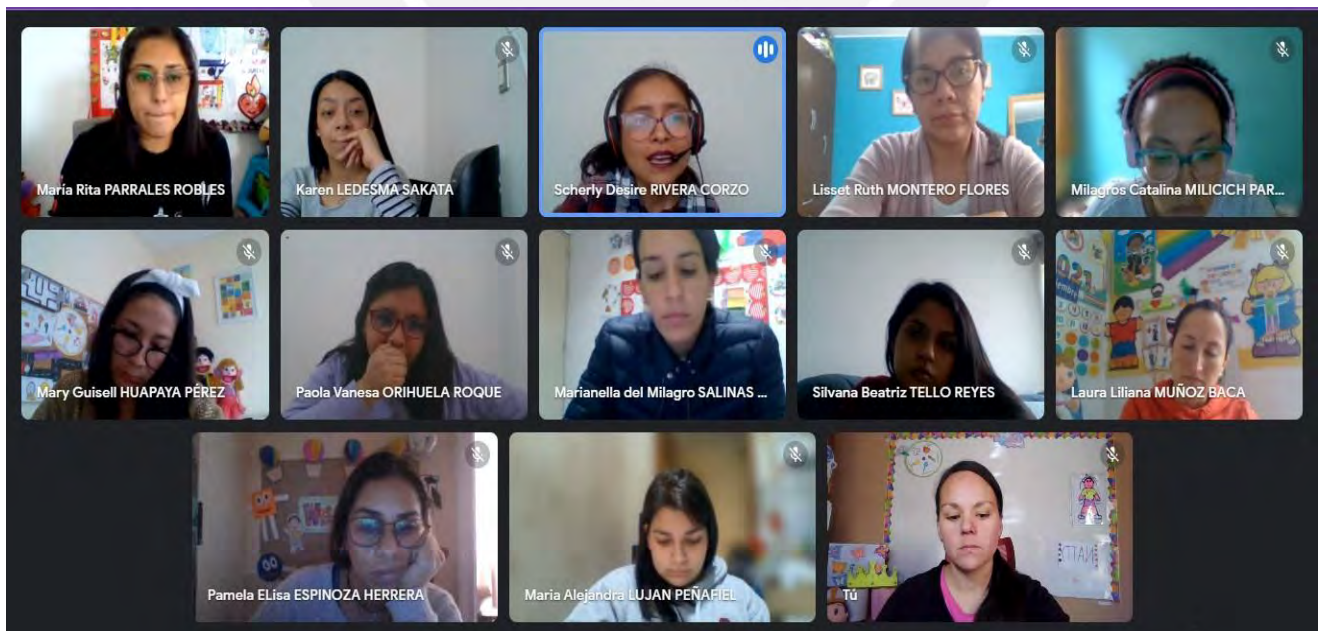 María Rita PARRALES ROBLES
Karen LEDESMA SAKATA
Scherly Desire RIVERA CORZO
Lisset Ruth MONTERO FLORES
Milagros Catalina MILICICH PAR...
Mary Guisell HUAPAYA PÉREZ
Paola Vanesa ORIHUELA ROQUE
Marianella del Milagro SALINAS ...
Silvana Beatriz TELLO REYES
Laura Liliana MUÑOZ BACA
Pamela ELisa ESPINOZA HERRERA
Maria Alejandra LUJAN PEÑAFIEL
Tú